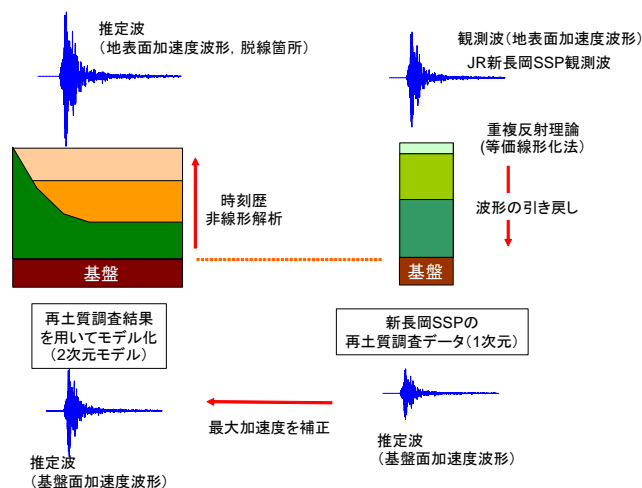 推定波
（地表面加速度波形，脱線箇所）
観測波（地表面加速度波形）
JR新長岡SSP観測波
重複反射理論
(等価線形化法)
時刻歴
非線形解析
波形の引き戻し
基盤
基盤
再土質調査結果
を用いてモデル化
（2次元モデル）
新長岡SSPの
再土質調査データ（1次元）
最大加速度を補正
推定波
（基盤面加速度波形）
推定波
（基盤面加速度波形）